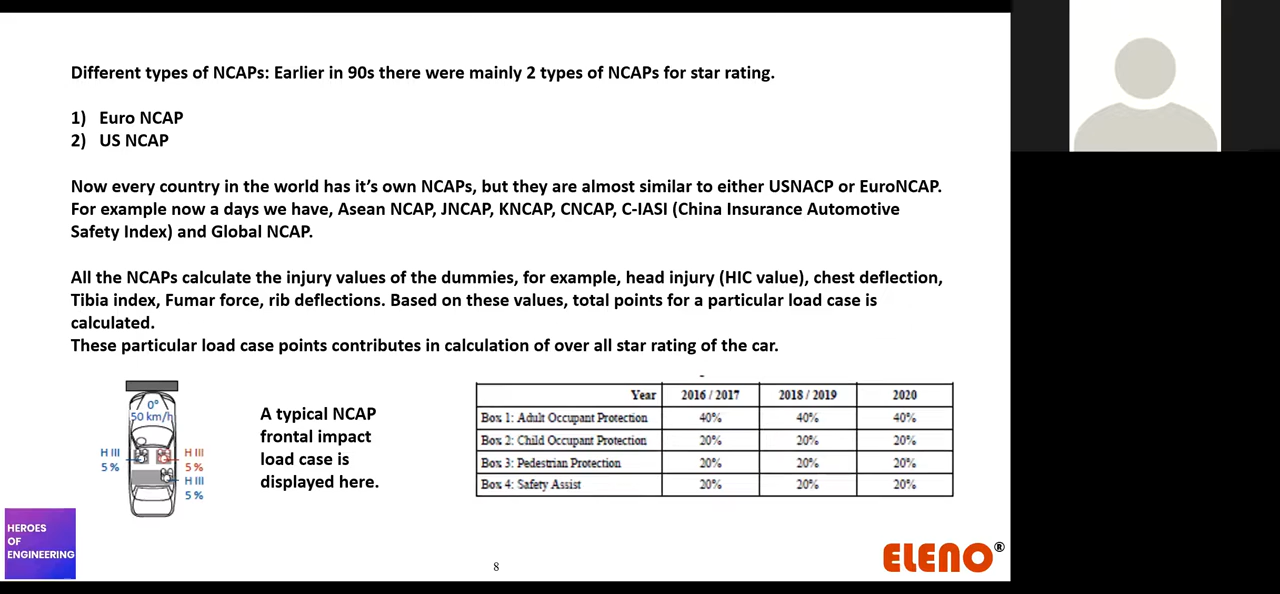 Different types of NCAPs: Earlier in 90s there were mainly 2 types of NCAPs for star rating.
1) Euro NCAP
2) US NCAP
Now every country in the world has it's own NCAPs, but they are almost similar to either USNACP or EuroNCAP.
For example now a days we have, Asean NCAP, JNCAP, KNCAP, CNCAP, C-IASI (China Insurance Automotive
Safety Index) and Global NCAP.
All the NCAPs calculate the injury values of the dummies, for example, head injury (HIC value), chest deflection,
Tibia index, Fumar force, rib deflections. Based on these values, total points for a particular load case is
calculated.
These particular load case points contributes in calculation of over all star rating of the car.
0°
50 km/h
H III
5 %
H III
5 %
H III
5 %
A typical NCAP
frontal impact
load case is
displayed here.
Year 2016 / 2017 2018 / 2019 2020
Box 1: Adult Occupant Protection 40% 40% 40%
Box 2: Child Occupant Protection 20% 20% 20%
Box 3: Pedestrian Protection 20% 20% 20%
Box 4: Safety Assist 20% 20% 20%
HEROES
OF
ENGINEERING
8
ELENO®